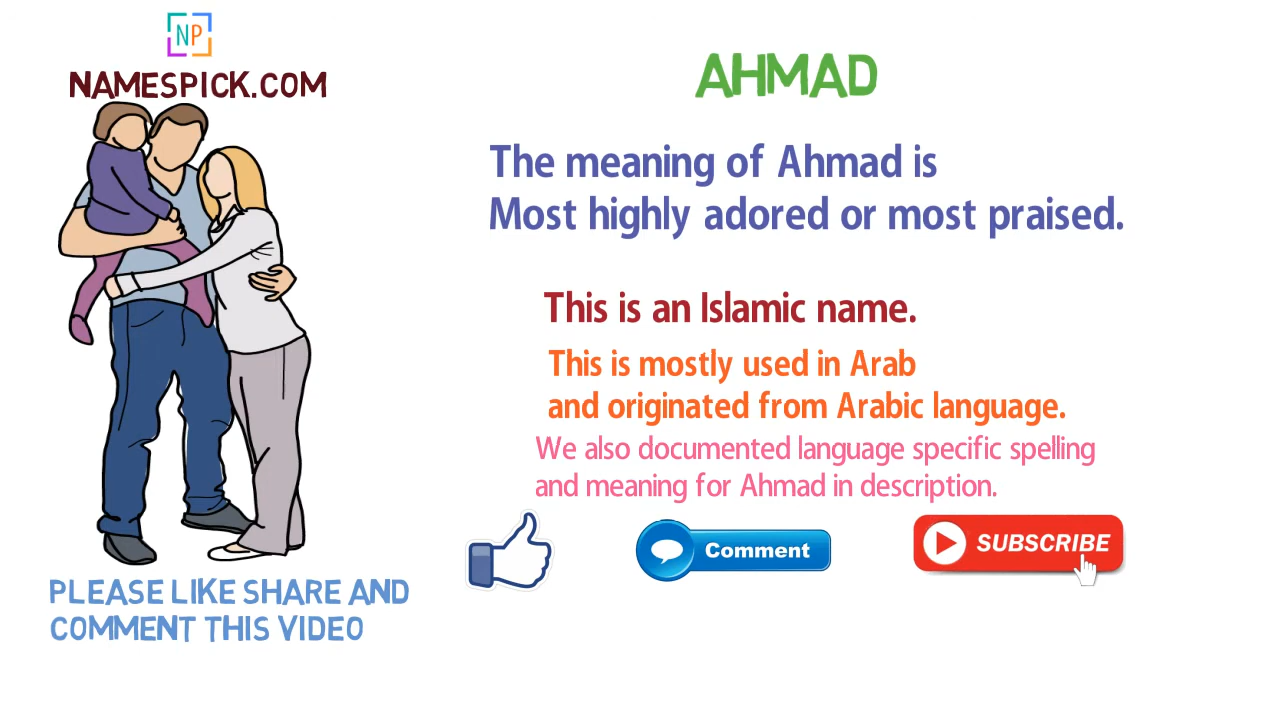 NP
NAMESPICK.COM
AHMAD
The meaning of Ahmad is
Most highly adored or most praised.
This is an Islamic name.
This is mostly used in Arab
and originated from Arabic language.
We also documented language specific spelling
and meaning for Ahmad in description.
Comment
SUBSCRIBE
PLEASE LIKE SHARE AND
COMMENT THIS VIDEO